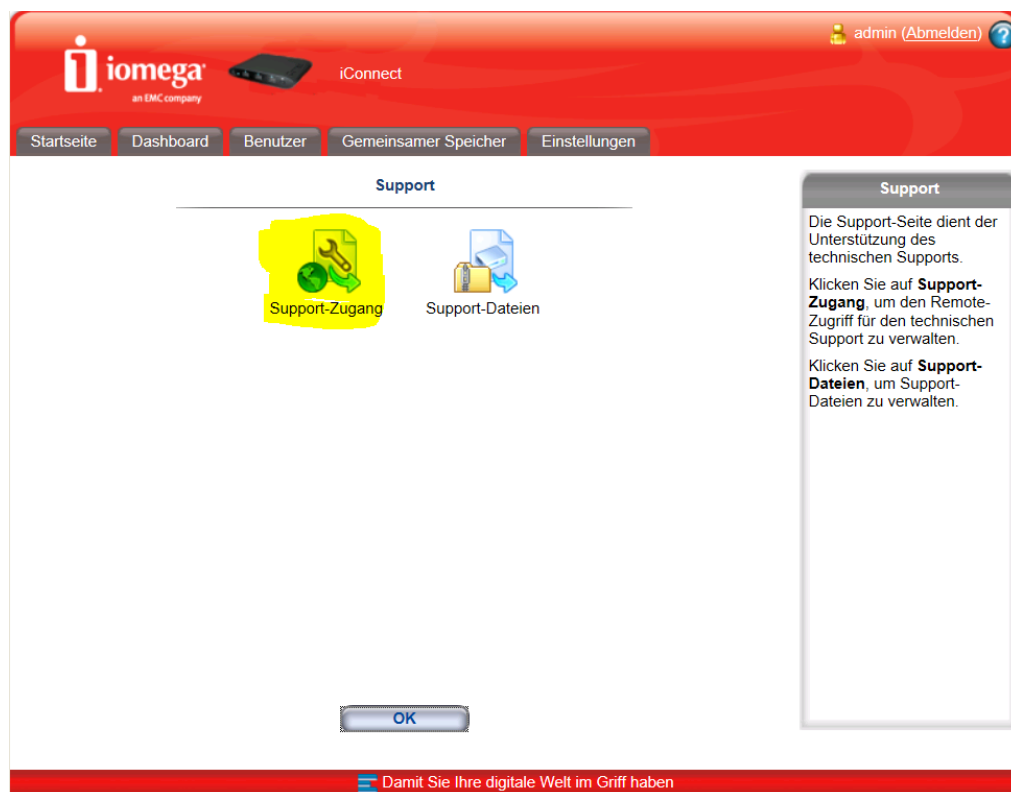 admin (Abmelden)
iomega
an EMC company
iConnect
Startseite Dashboard Benutzer Gemeinsamer Speicher Einstellungen
Support
Support-Zugang Support-Dateien
OK
Support
Die Support-Seite dient der
Unterstützung des
technischen Supports.
Klicken Sie auf Support-
Zugang, um den Remote-
Zugriff für den technischen
Support zu verwalten.
Klicken Sie auf Support-
Dateien, um Support-
Dateien zu verwalten.
Damit Sie Ihre digitale Welt im Griff haben